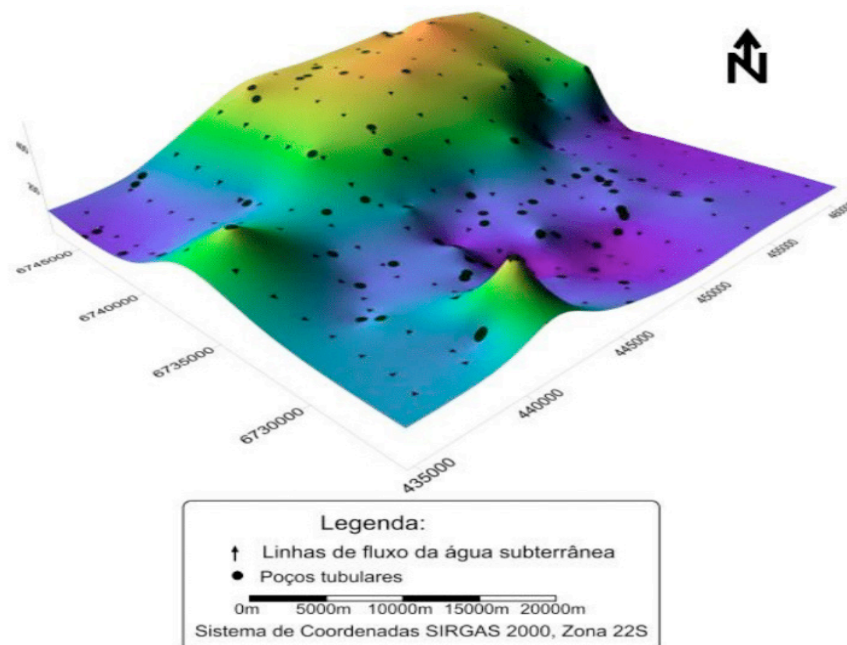 N
6745000
6740000
6735000
6730000
435000
440000
445000
450000
455000
Legenda:
Linhas de fluxo da água subterrânea
Poços tubulares
0m 5000m 10000m 15000m 20000m
Sistema de Coordenadas SIRGAS 2000, Zona 22S